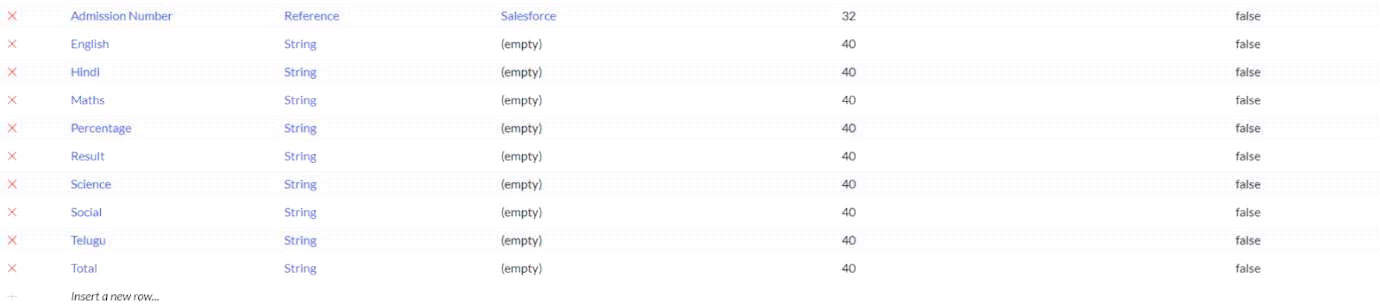 Admission Number Reference Salesforce 32 false
English String (empty) 40 false
Hindi String (empty) 40 false
Maths String (empty) 40 false
Percentage String (empty) 40 false
Result String (empty) 40 false
Science String (empty) 40 false
Social String (empty) 40 false
Telugu String (empty) 40 false
Total String (empty) 40 false
Insert a new row...